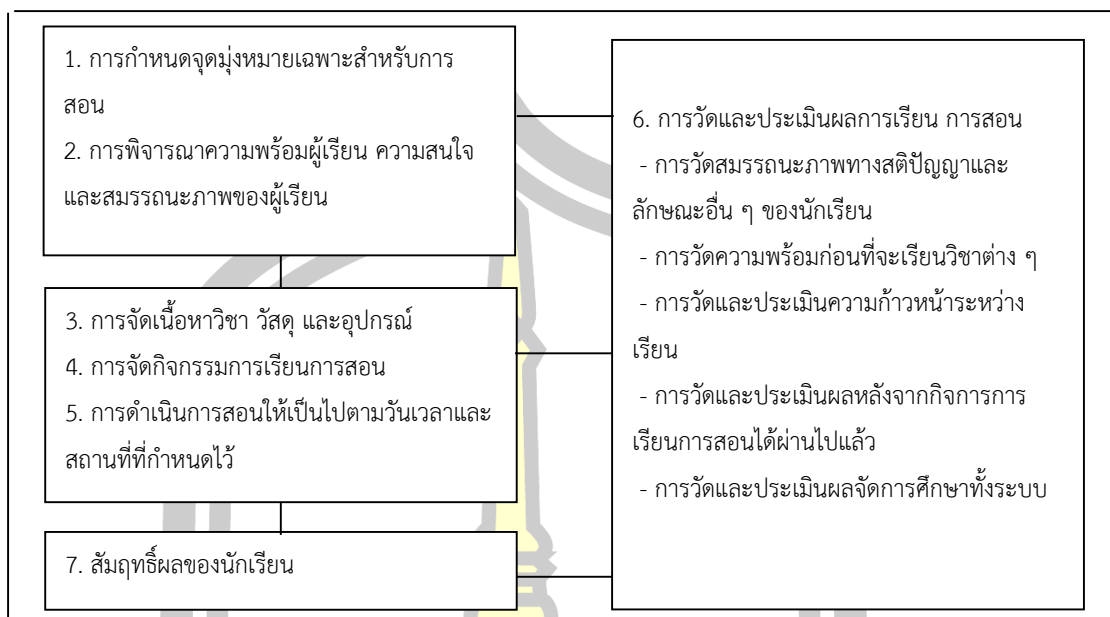 1. การกำหนดจุดมุ่งหมายเฉพาะสำหรับการ
สอน
2. การพิจารณาความพร้อมผู้เรียน ความสนใจ
และสมรรถนะภาพของผู้เรียน
3. การจัดเนื้อหาวิชา วัสดุ และอุปกรณ์
4. การจัดกิจกรรมการเรียนการสอน
5. การดำเนินการสอนให้เป็นไปตามวันเวลาและ
สถานที่ที่กำหนดไว้
7. สัมฤทธิ์ผลของนักเรียน
6. การวัดและประเมินผลการเรียน การสอน
- การวัดสมรรถนะภาพทางสติปัญญาและ
ลักษณะอื่น ๆ ของนักเรียน
- การวัดความพร้อมก่อนที่จะเรียนวิชาต่าง ๆ
- การวัดและประเมินความก้าวหน้าระหว่าง
เรียน
- การวัดและประเมินผลหลังจากกิจการการ
เรียนการสอนได้ผ่านไปแล้ว
- การวัดและประเมินผลจัดการศึกษาทั้งระบบ